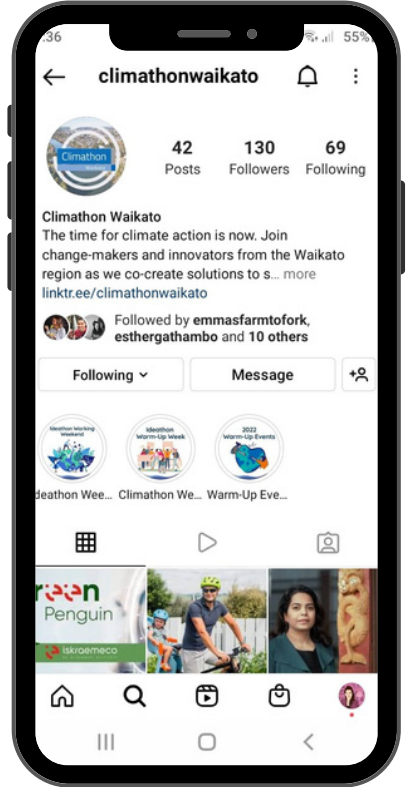 :36
55%
climathonwaikato
Climathon
Waikato
42
130
69
Posts
Followers
Following
Climathon Waikato
The time for climate action is now. Join
change-makers and innovators from the Waikato
region as we co-create solutions to s... more
linktr.ee/climathonwaikato
Followed by emmasfarmtofork,
esthergathambo and 10 others
Following
Message
Ideathon Working
Weekend
Ideathon
Warm-Up Week
2022
Warm-Up Events
deathon Wee...
Climathon We...
Warm-Up Eve...
reen
Penguin
iskraemeco